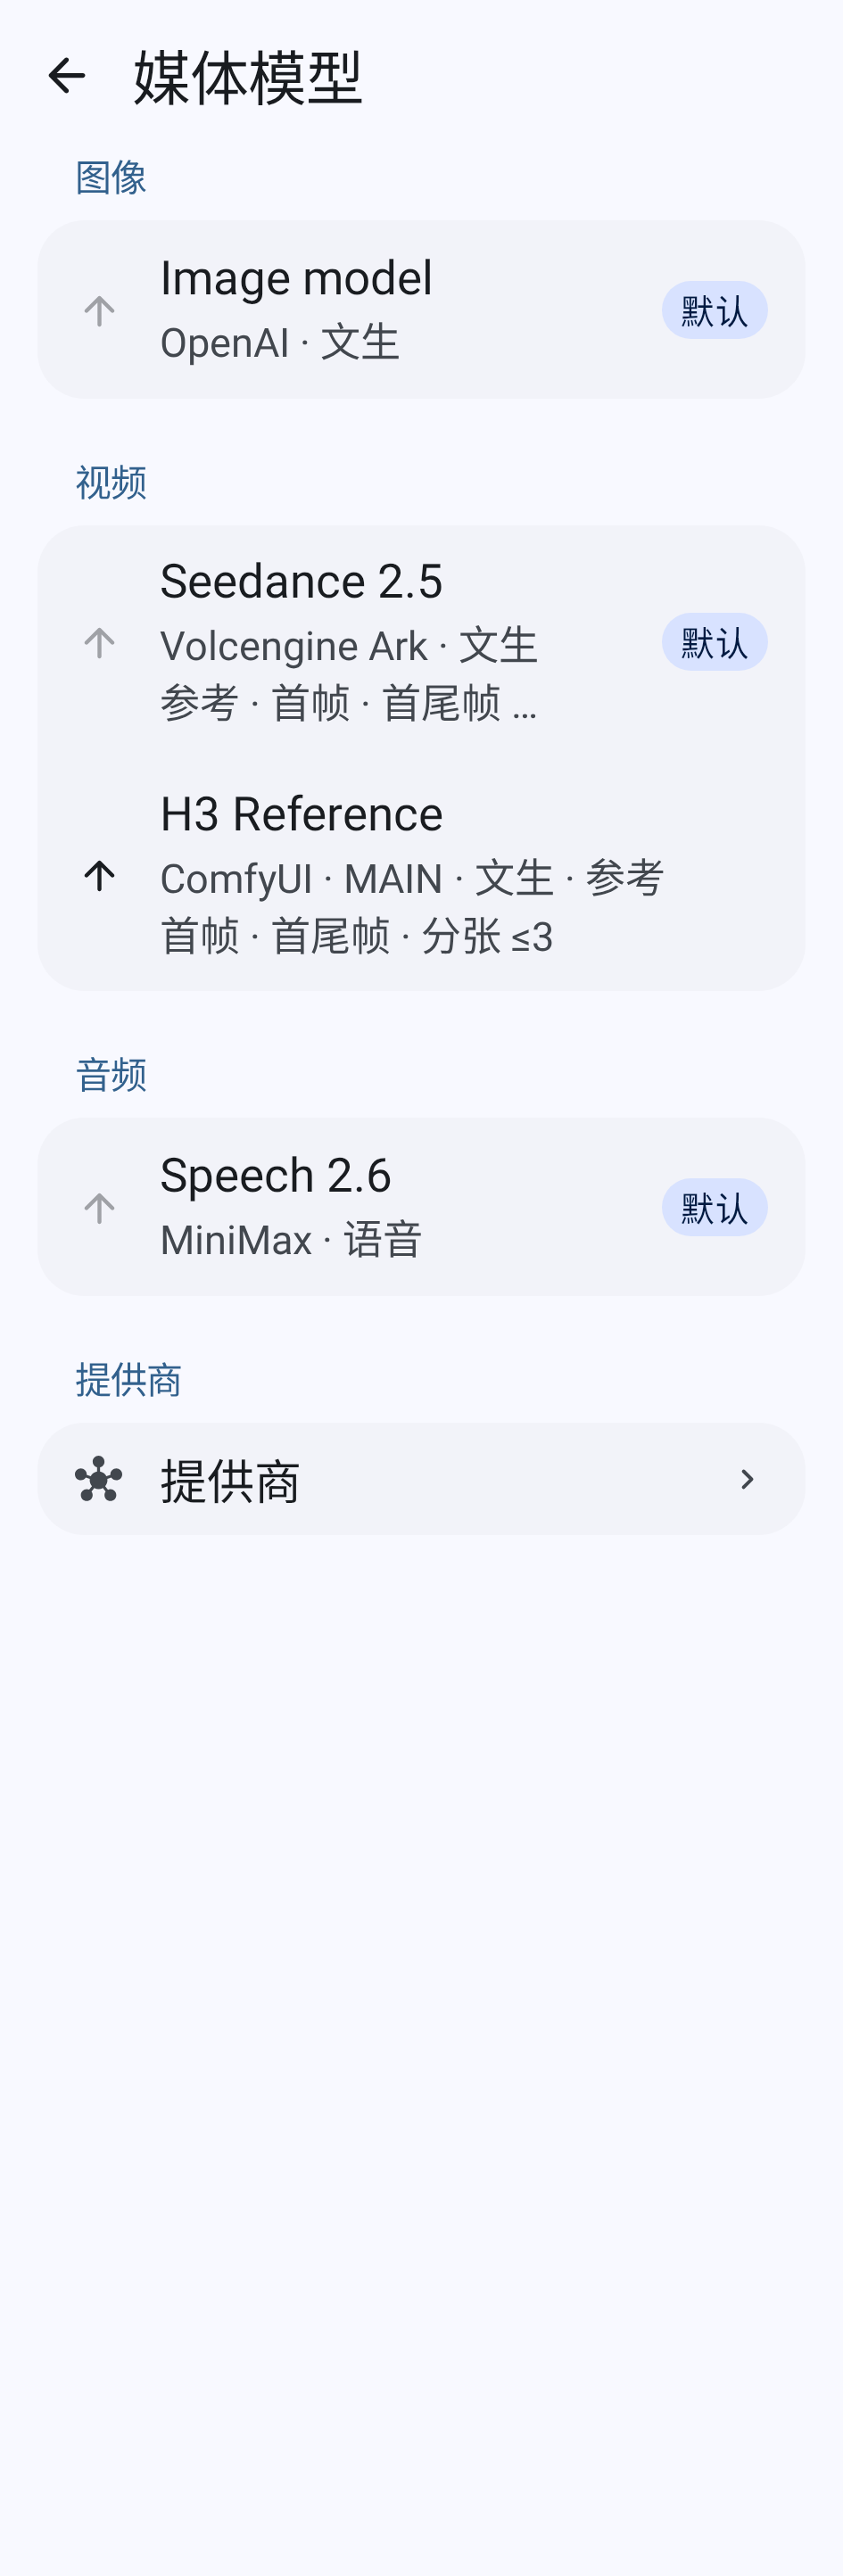 媒体模型
图像
Image model
OpenAI · 文生
默认
视频
Seedance 2.5
Volcengine Ark · 文生
参考 · 首帧 · 首尾帧 …
默认
H3 Reference
ComfyUI · MAIN · 文生 · 参考
首帧 · 首尾帧 · 分张 ≤3
音频
Speech 2.6
MiniMax · 语音
默认
提供商
提供商